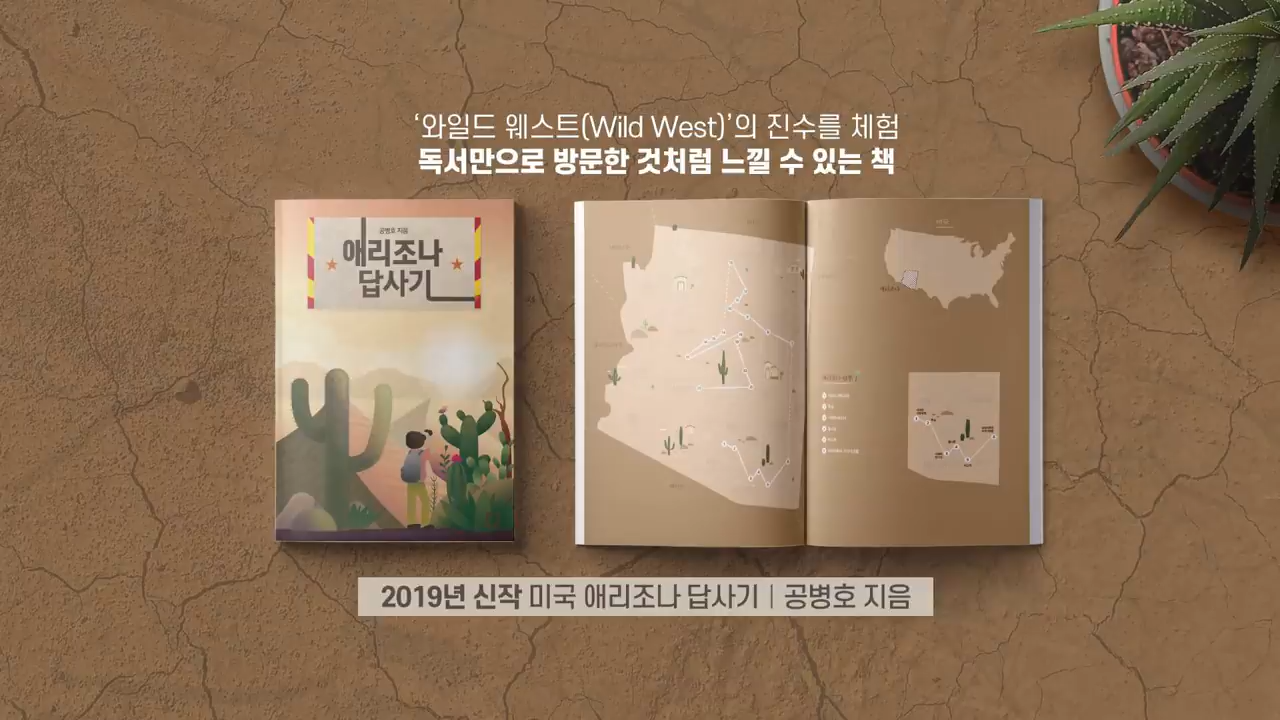 ‘와일드 웨스트(Wild West)’의 진수를 체험
독서만으로 방문한 것처럼 느낄 수 있는 책
공병호 지음
애리조나
답사기
2019년 신작 미국 애리조나 답사기 | 공병호 지음